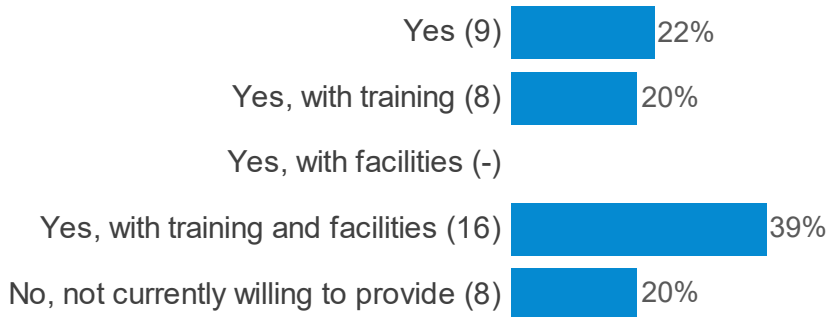 Yes (9) 22%
Yes, with training (8) 20%
Yes, with facilities (-)
Yes, with training and facilities (16) 39%
No, not currently willing to provide (8) 20%